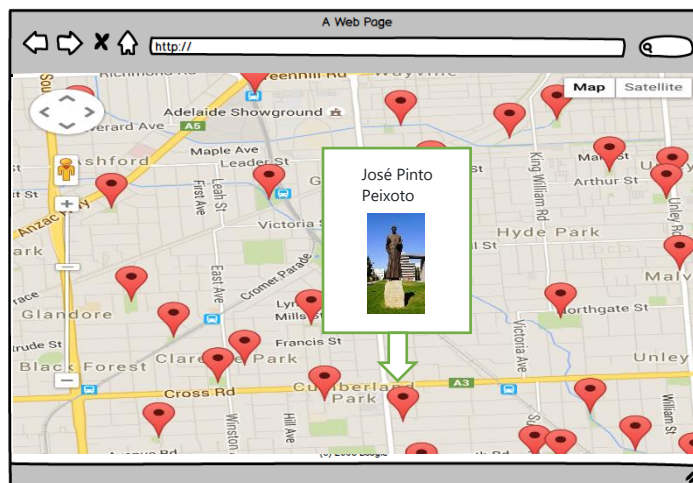 A Web Page
http://
Richmond Rd
Greenhill Rd
Wayville
Map
Satellite
Adelaide Showground
Everard Ave
A5
Maple Ave
Ashford
Leader St
First Ave
Leah St
King William Rd
Arthur St
Unley Rd
Anzac Hwy
José Pinto
Peixoto
Victoria
Hyde Park
East Ave
Cromer Parade
Glandore
Mills St
Northgate St
Francis St
Victoria Ave
Black Forest
Clarence Park
Unley
Cross Rd
Cumberland
Park
A3
Winston
Hill Ave
William St